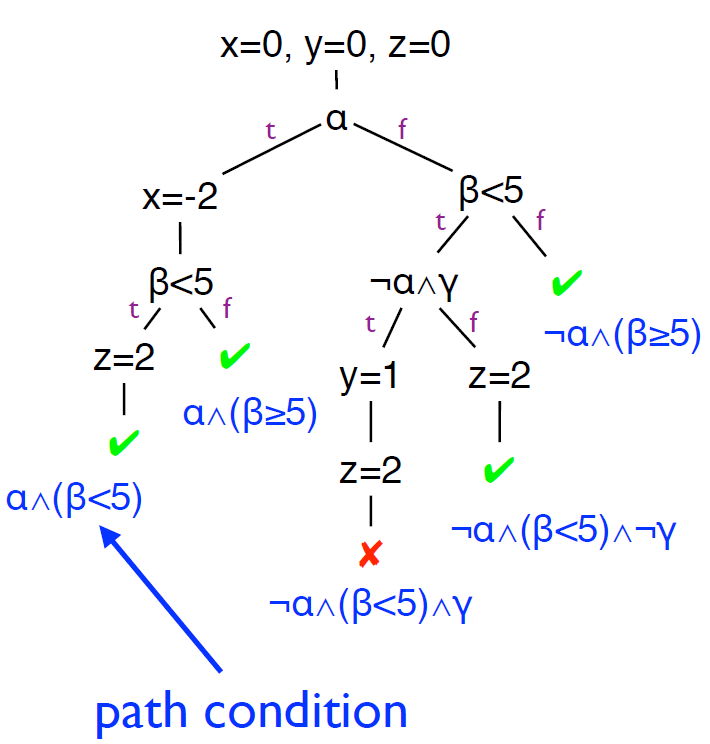 x=0, y=0, z=0
α
t
f
x=-2
β<5
t
f
β<5
¬α∧γ
✔
t
f
t
f
¬α∧(β≥5)
z=2
✔
y=1
z=2
α∧(β≥5)
✔
z=2
✔
α∧(β<5)
¬α∧(β<5)∧¬γ
✘
¬α∧(β<5)∧γ
path condition